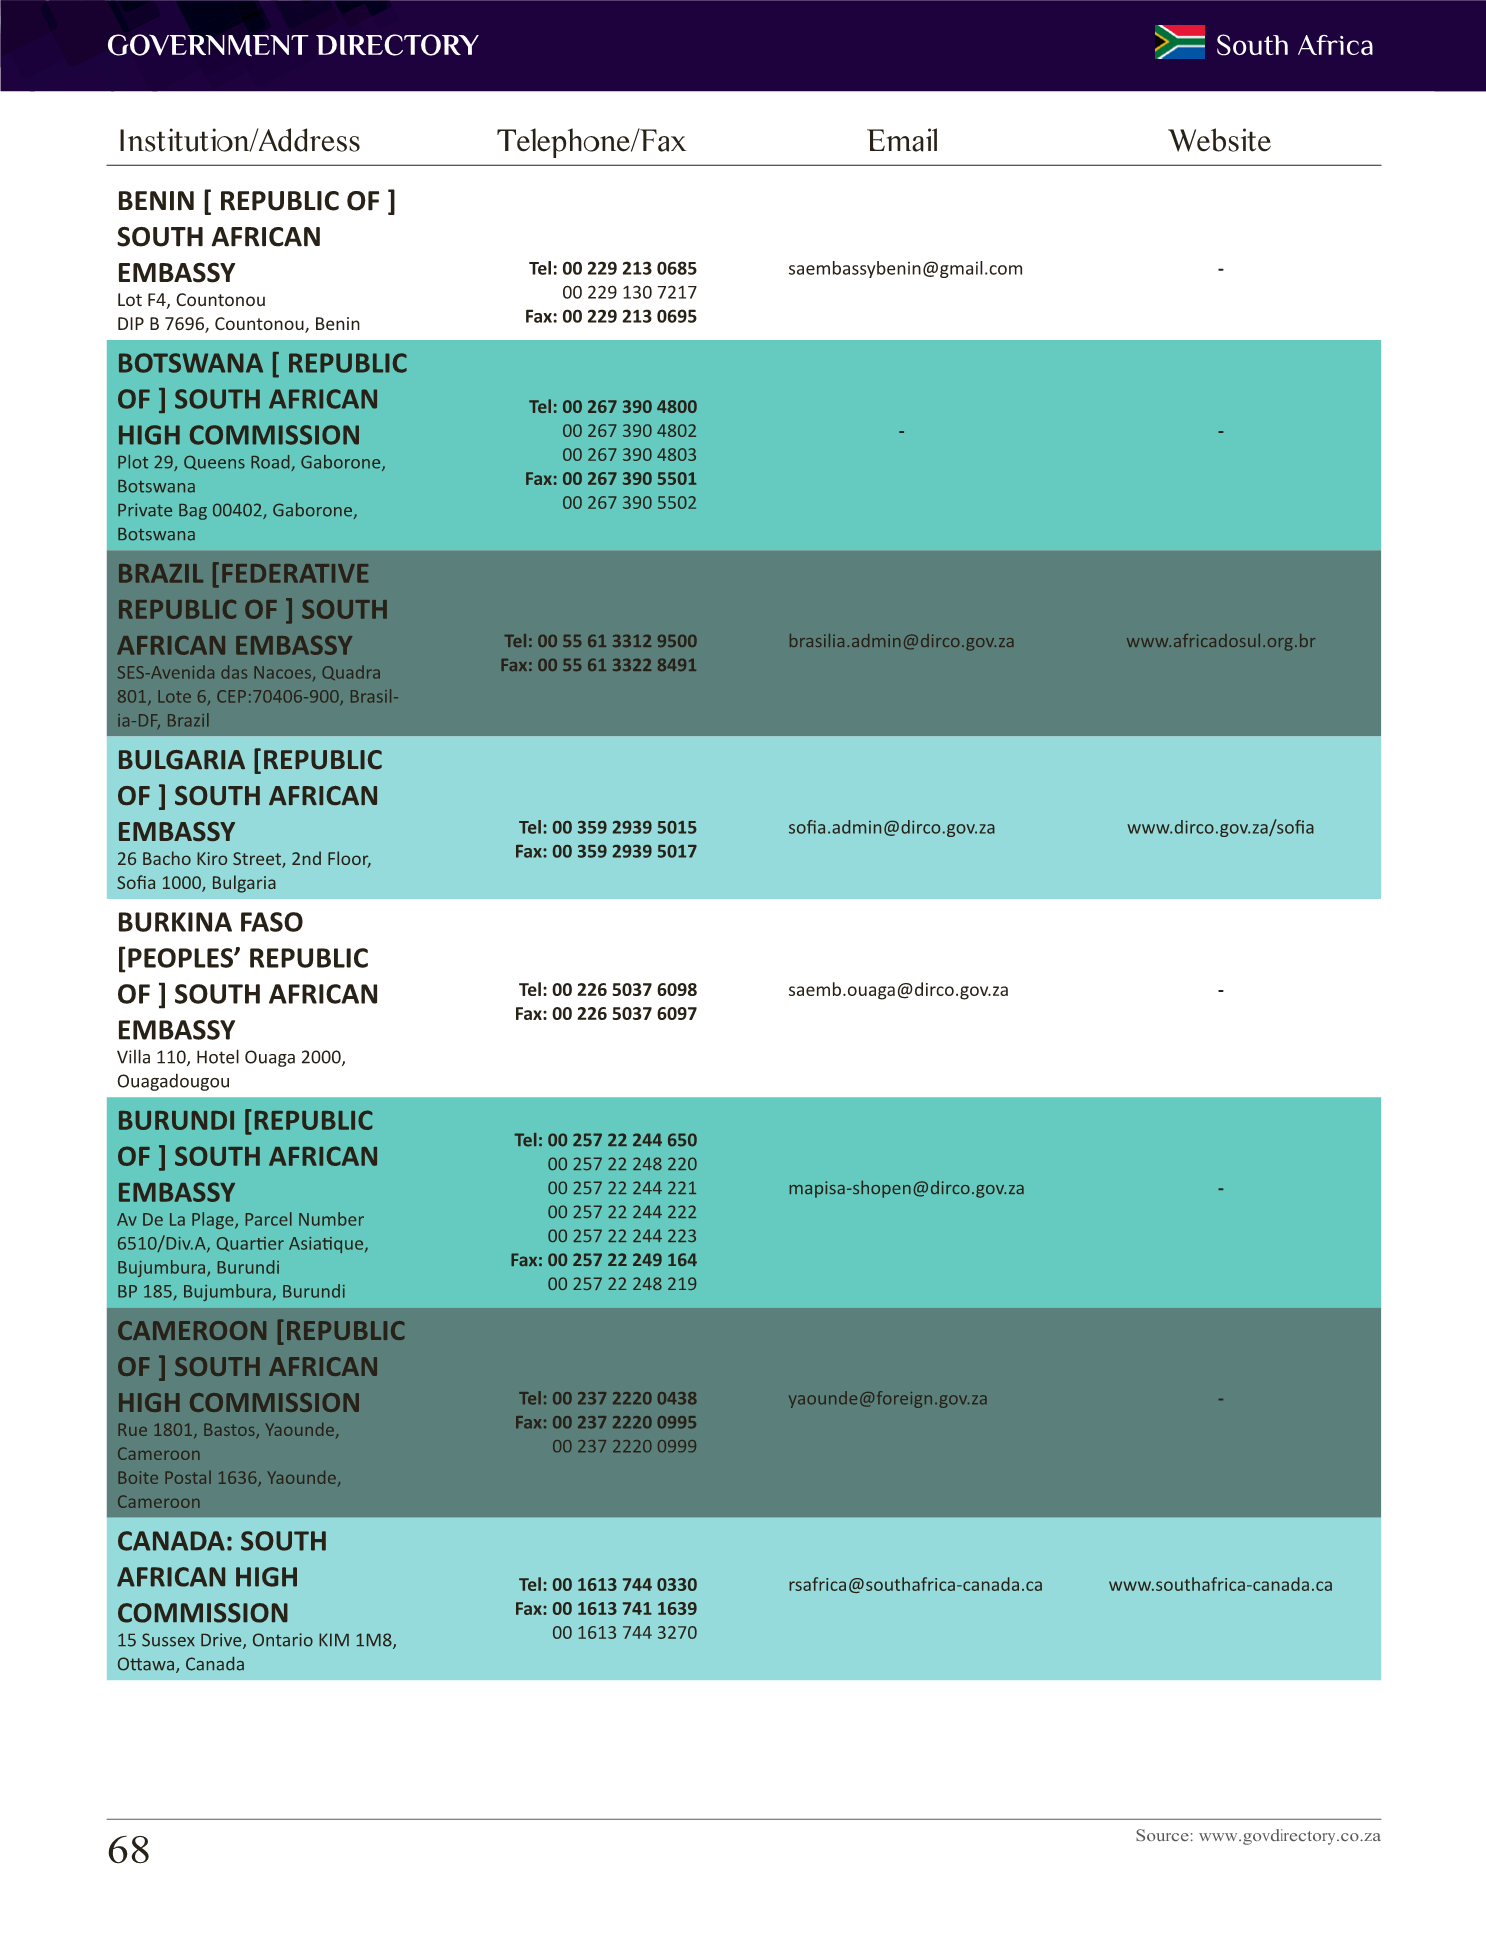 GOVERNMENT DIRECTORY
South Africa
Institution/Address Telephone/Fax Email Website
BENIN [ REPUBLIC OF ]
SOUTH AFRICAN
EMBASSY
Lot F4, Countonou
DIP B 7696, Countonou, Benin
Tel: 00 229 213 0685
00 229 130 7217
Fax: 00 229 213 0695
saembassybenin@gmail.com
-
BOTSWANA [ REPUBLIC
OF ] SOUTH AFRICAN
HIGH COMMISSION
Plot 29, Queens Road, Gaborone,
Botswana
Private Bag 00402, Gaborone,
Botswana
Tel: 00 267 390 4800
00 267 390 4802
00 267 390 4803
Fax: 00 267 390 5501
00 267 390 5502
-
-
BRAZIL [FEDERATIVE
REPUBLIC OF ] SOUTH
AFRICAN EMBASSY
SES-Avenida das Nacoes, Quadra
801, Lote 6, CEP:70406-900, Brasil-
ia-DF, Brazil
Tel: 00 55 61 3312 9500
Fax: 00 55 61 3322 8491
brasilia.admin@dirco.gov.za
www.africadosul.org.br
BULGARIA [REPUBLIC
OF ] SOUTH AFRICAN
EMBASSY
26 Bacho Kiro Street, 2nd Floor,
Sofia 1000, Bulgaria
Tel: 00 359 2939 5015
Fax: 00 359 2939 5017
sofia.admin@dirco.gov.za
www.dirco.gov.za/sofia
BURKINA FASO
[PEOPLES’ REPUBLIC
OF ] SOUTH AFRICAN
EMBASSY
Villa 110, Hotel Ouaga 2000,
Ouagadougou
Tel: 00 226 5037 6098
Fax: 00 226 5037 6097
saemb.ouaga@dirco.gov.za
-
BURUNDI [REPUBLIC
OF ] SOUTH AFRICAN
EMBASSY
Av De La Plage, Parcel Number
6510/Div.A, Quartier Asiatique,
Bujumbura, Burundi
BP 185, Bujumbura, Burundi
Tel: 00 257 22 244 650
00 257 22 248 220
00 257 22 244 221
00 257 22 244 222
00 257 22 244 223
Fax: 00 257 22 249 164
00 257 22 248 219
mapisa-shopen@dirco.gov.za
-
CAMEROON [REPUBLIC
OF ] SOUTH AFRICAN
HIGH COMMISSION
Rue 1801, Bastos, Yaounde,
Cameroon
Boite Postal 1636, Yaounde,
Cameroon
Tel: 00 237 2220 0438
Fax: 00 237 2220 0995
00 237 2220 0999
yaounde@foreign.gov.za
-
CANADA: SOUTH
AFRICAN HIGH
COMMISSION
15 Sussex Drive, Ontario KIM 1M8,
Ottawa, Canada
Tel: 00 1613 744 0330
Fax: 00 1613 741 1639
00 1613 744 3270
rsafrica@southafrica-canada.ca
www.southafrica-canada.ca
68
Source: www.govdirectory.co.za